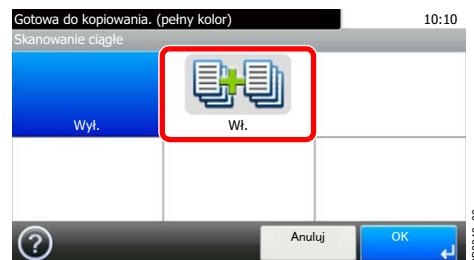 Gotowa do kopiowania. (pełny kolor) 10:10
Skanowanie ciągłe
Wył. Wł.
? Anuluj OK